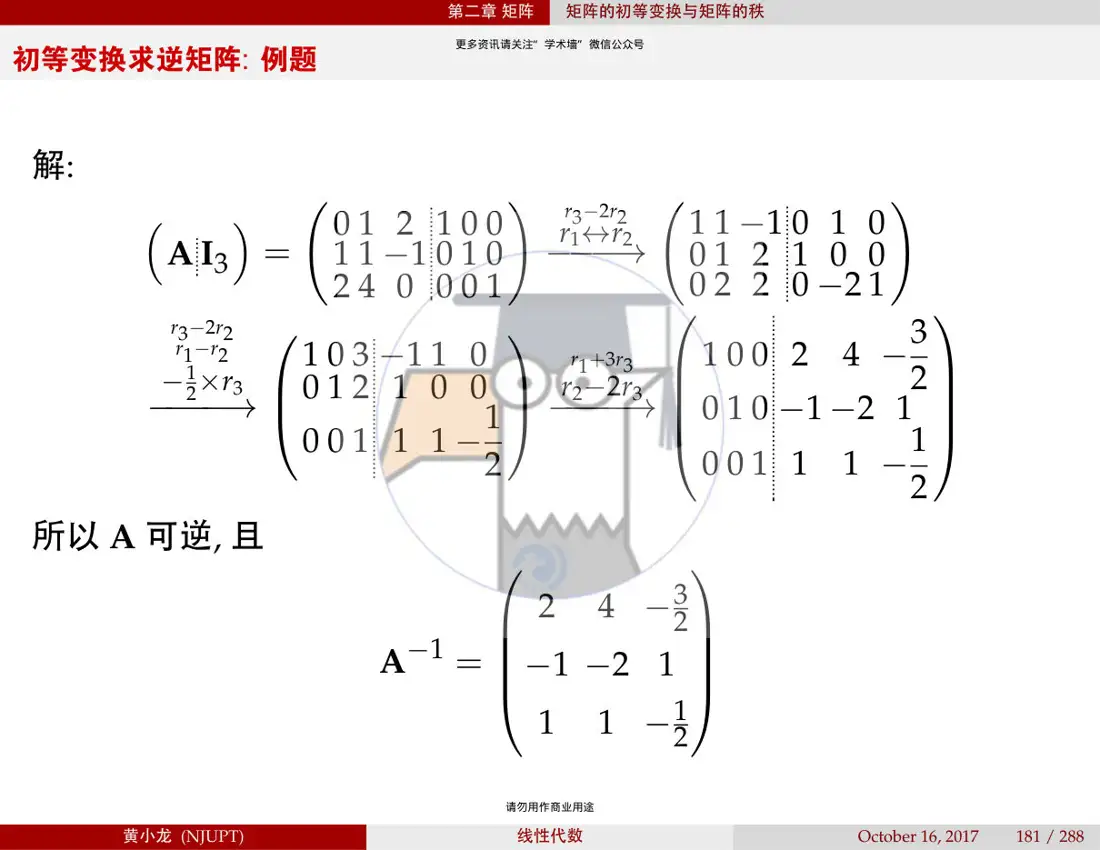 第二章 矩阵 矩阵的初等变换与矩阵的秩
更多资讯请关注“学术墙”微信公众号
初等变换求逆矩阵: 例题
解:
(A⋮I₃) = 
( 0 1 2 ⋮ 1 0 0
1 1 −1 ⋮ 0 1 0
2 4 0 ⋮ 0 0 1 )
r₃−2r₂
r₁↔r₂
⟶
( 1 1 −1 ⋮ 0 1 0
0 1 2 ⋮ 1 0 0
0 2 2 ⋮ 0 −2 1 )
r₃−2r₂
r₁−r₂
−1/2×r₃
⟶
( 1 0 3 ⋮ −1 1 0
0 1 2 ⋮ 1 0 0
0 0 1 ⋮ 1 1 −1/2 )
r₁+3r₃
r₂−2r₃
⟶
( 1 0 0 ⋮ 2 4 −3/2
0 1 0 ⋮ −1 −2 1
0 0 1 ⋮ 1 1 −1/2 )
所以 A 可逆, 且
A⁻¹ =
( 2 4 −3/2
−1 −2 1
1 1 −1/2 )
请勿用作商业用途
黄小龙 (NJUPT) 线性代数 October 16, 2017 181 / 288